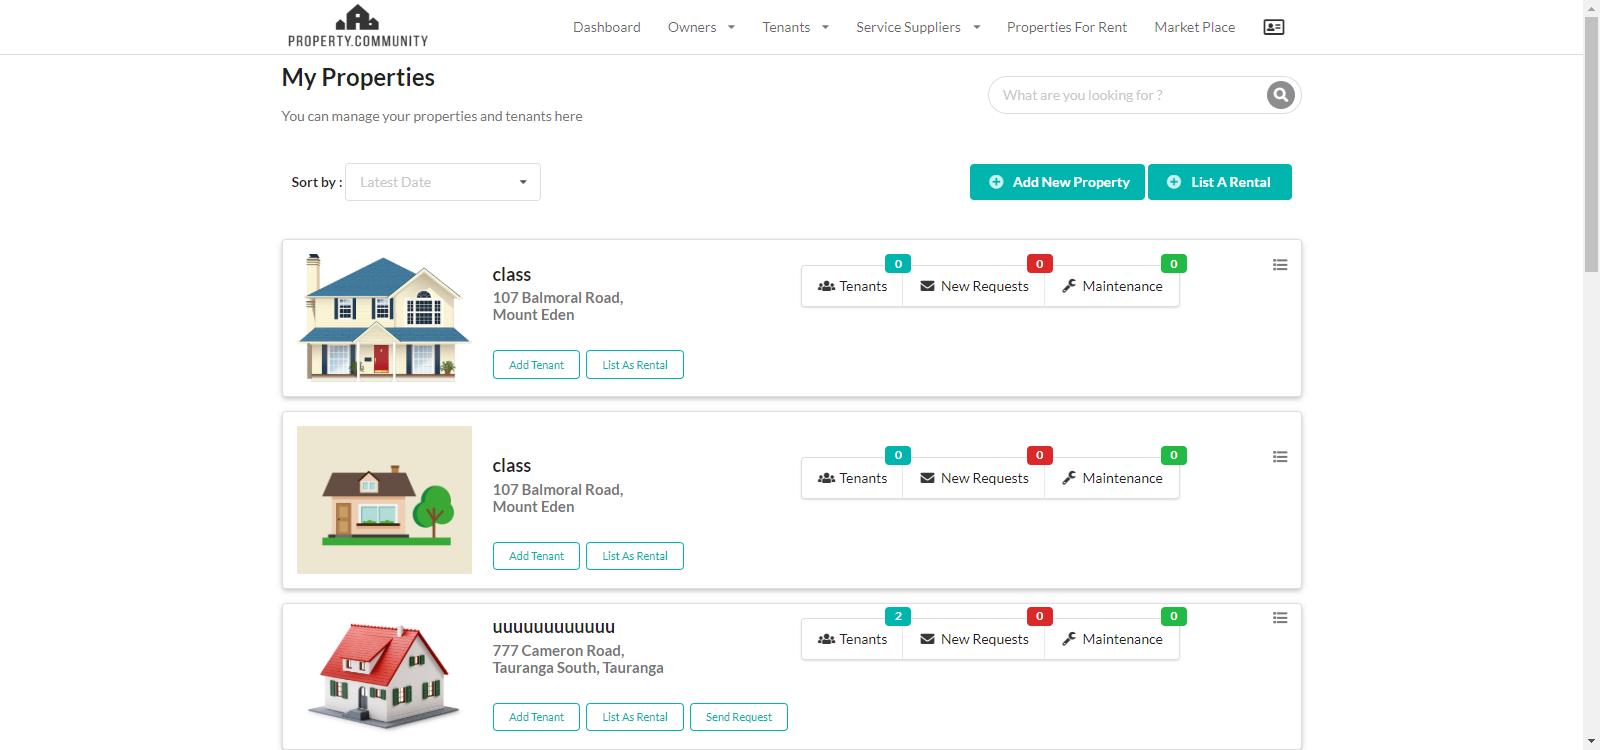 PROPERTY.COMMUNITY
Dashboard Owners Tenants Service Suppliers Properties For Rent Market Place
My Properties
What are you looking for ?
You can manage your properties and tenants here
Sort by : Latest Date
Add New Property List A Rental
class
107 Balmoral Road,
Mount Eden
0 0 0
Tenants New Requests Maintenance
Add Tenant List As Rental
class
107 Balmoral Road,
Mount Eden
0 0 0
Tenants New Requests Maintenance
Add Tenant List As Rental
uuuuuuuuuuuu
777 Cameron Road,
Tauranga South, Tauranga
2 0 0
Tenants New Requests Maintenance
Add Tenant List As Rental Send Request